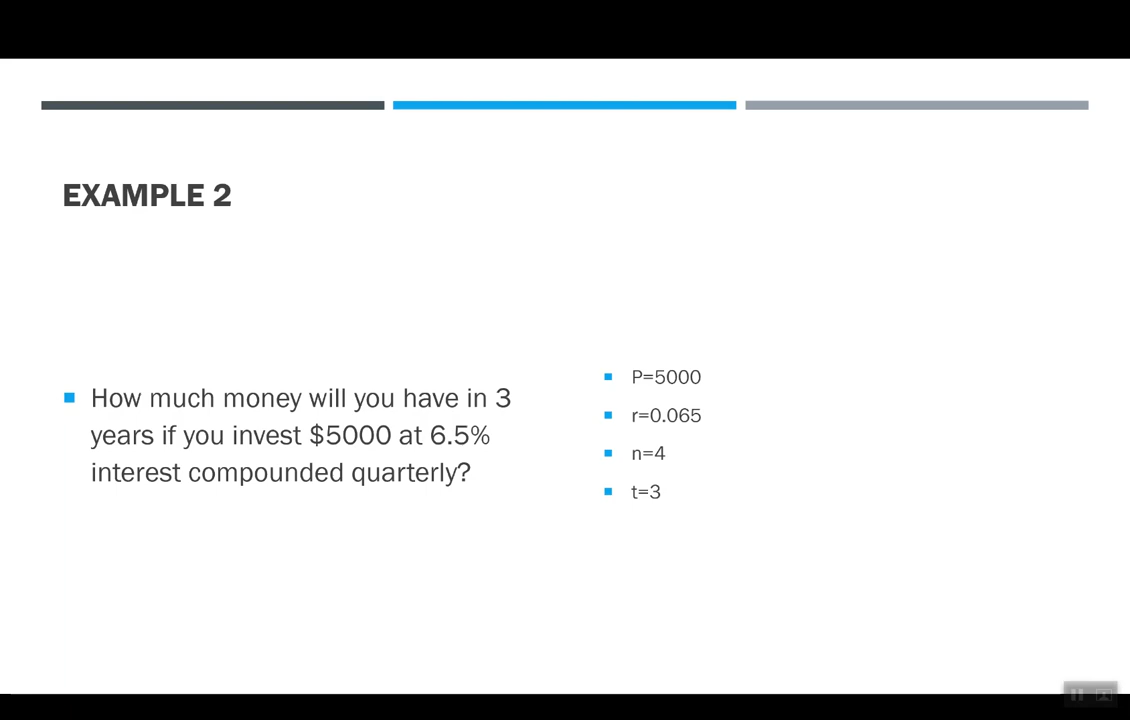 EXAMPLE 2
How much money will you have in 3
years if you invest $5000 at 6.5%
interest compounded quarterly?
P=5000
r=0.065
n=4
t=3